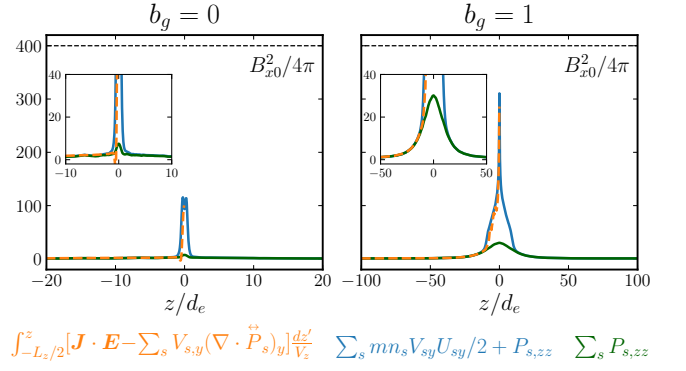 b_g = 0
b_g = 1
400
300
200
100
0
B_{x0}^2/4π
B_{x0}^2/4π
40
20
0
−10 0 10
40
20
0
−50 0 50
−20 −10 0 10 20
−100 −50 0 50 100
z/d_e
z/d_e
∫_{−L_z/2}^{z}[J · E−∑_s V_{s,y}(∇ · P↔_s)_y]dz′/V_z
∑_s mn_sV_{sy}U_{sy}/2 + P_{s,zz}
∑_s P_{s,zz}